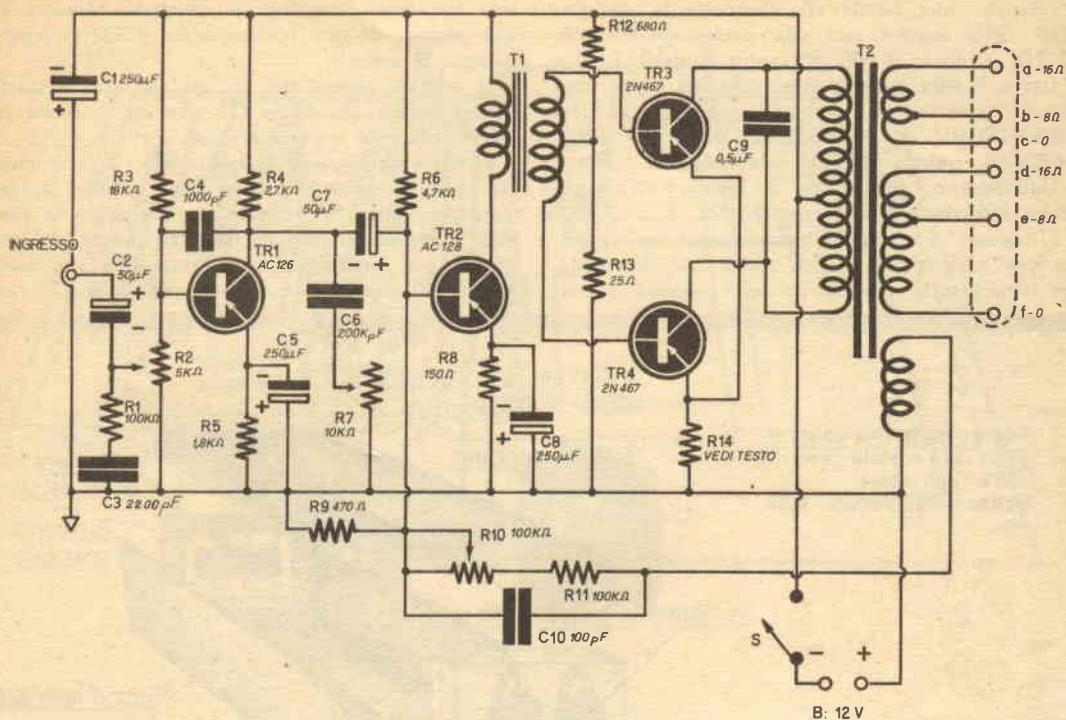 R12 680Ω
T1
T2
C1 250µF
TR3
2N467
a-16Ω
b-8Ω
c-0
C9
0,5µF
R3
18KΩ
C4
1000pF
R4
2,7KΩ
C7
50µF
R6
4,7KΩ
d-16Ω
e-8Ω
INGRESSO
C2
50µF
TR1
AC126
TR2
AC128
R13
25Ω
f-0
C6
200KpF
C5
250µF
R2
5KΩ
R8
150Ω
TR4
2N467
R1
100KΩ
R5
1,8KΩ
R7
10KΩ
C8
250µF
R14
VEDI TESTO
C3 2200pF
R9 470Ω
R10 100KΩ
R11 100KΩ
C10 100pF
S
- +
B: 12 V